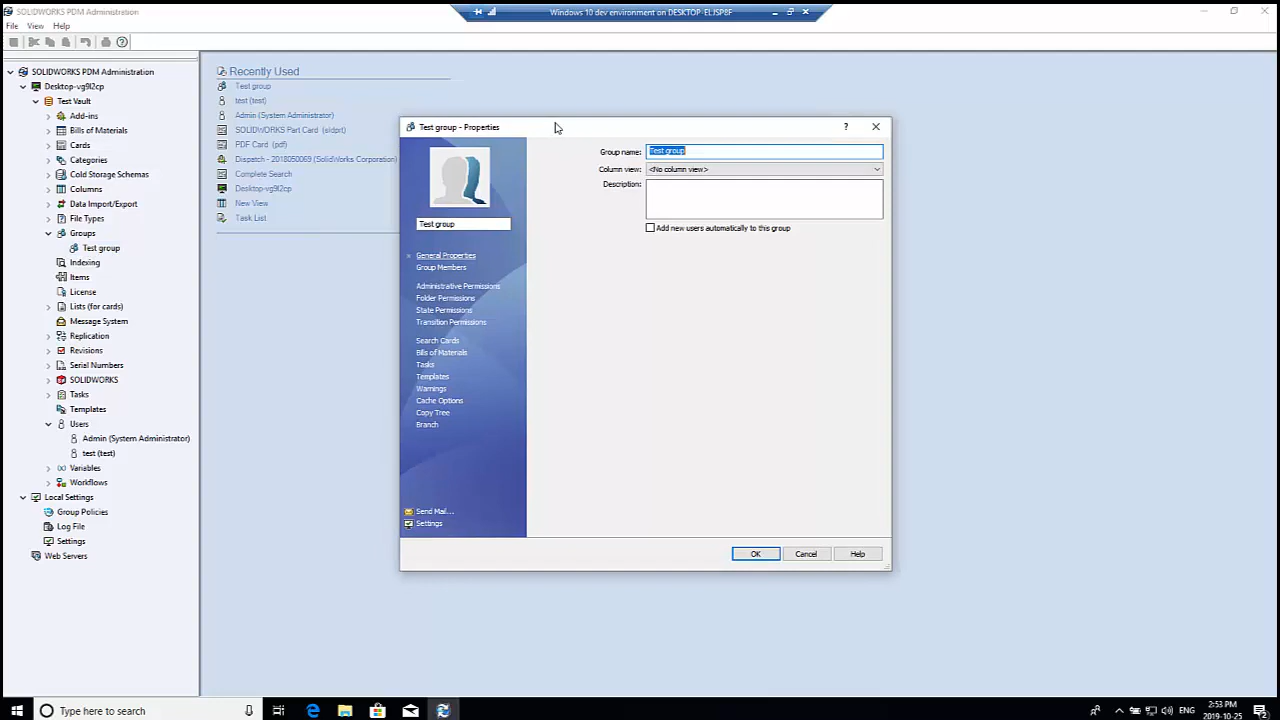 SOLIDWORKS PDM Administration
Windows 10 dev environment on DESKTOP-ELJSP8F
File View Help
SOLIDWORKS PDM Administration
Desktop-vg9l2cp
Test Vault
Add-ins
Bills of Materials
Cards
Categories
Cold Storage Schemas
Columns
Data Import/Export
File Types
Groups
Test group
Indexing
Items
License
Lists (for cards)
Message System
Replication
Revisions
Serial Numbers
SOLIDWORKS
Tasks
Templates
Users
Admin (System Administrator)
test (test)
Variables
Workflows
Local Settings
Group Policies
Log File
Settings
Web Servers
Recently Used
Test group
test (test)
Admin (System Administrator)
SOLIDWORKS Part Card (sldprt)
PDF Card (pdf)
Dispatch - 2018050069 (SolidWorks Corporation)
Complete Search
Desktop-vg9l2cp
New View
Task List
Test group - Properties
?
Test group
General Properties
Group Members
Administrative Permissions
Folder Permissions
State Permissions
Transition Permissions
Search Cards
Bills of Materials
Tasks
Templates
Warnings
Cache Options
Copy Tree
Branch
Send Mail...
Settings
Group name: Test group
Column view: <No column view>
Description:
Add new users automatically to this group
OK Cancel Help
Type here to search
ENG
2:53 PM
2019-10-25
2